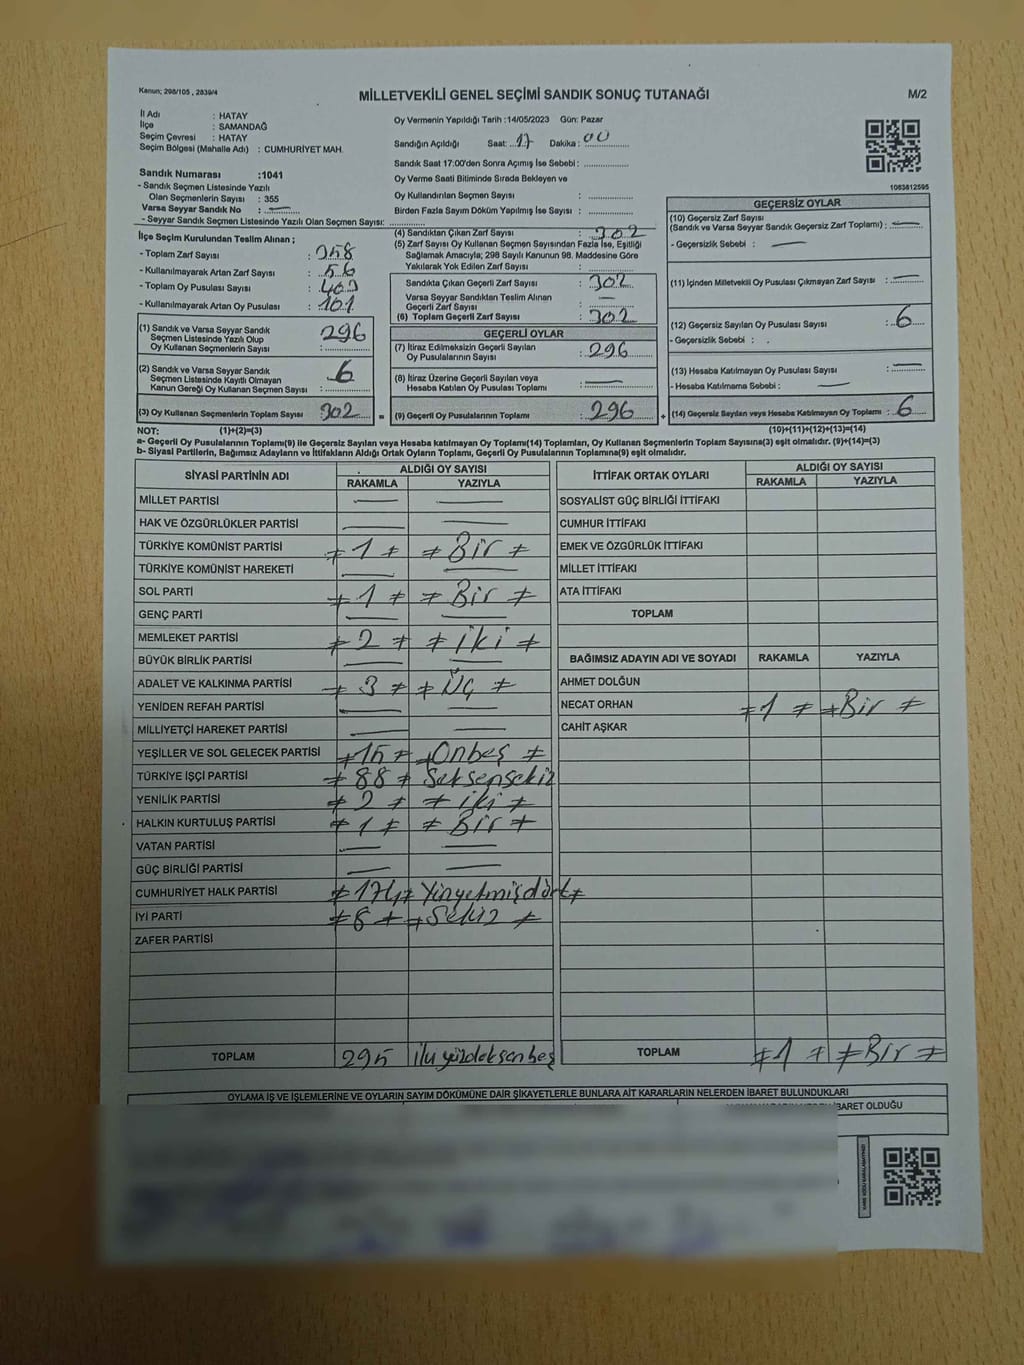 Kanun; 298/105 , 2839/4
MİLLETVEKİLİ GENEL SEÇİMİ SANDIK SONUÇ TUTANAĞI
M/2
İl Adı : HATAY
İlçe : SAMANDAĞ
Seçim Çevresi : HATAY
Seçim Bölgesi (Mahalle Adı) : CUMHURİYET MAH.
Oy Vermenin Yapıldığı Tarih :14/05/2023 Gün: Pazar
Sandığın Açıldığı Saat: 17 Dakika: 00
Sandık Saat 17:00'den Sonra Açımış İse Sebebi :
Oy Verme Saati Bitiminde Sırada Bekleyen ve
Oy Kullandırılan Seçmen Sayısı :
Birden Fazla Sayım Döküm Yapılmış İse Sayısı :
1063812595
Sandık Numarası :1041
- Sandık Seçmen Listesinde Yazılı
Olan Seçmenlerin Sayısı : 355
Varsa Seyyar Sandık No : —
- Seyyar Sandık Seçmen Listesinde Yazılı Olan Seçmen Sayısı:
İlçe Seçim Kurulundan Teslim Alınan ;
- Toplam Zarf Sayısı : 358
- Kullanılmayarak Artan Zarf Sayısı : 56
- Toplam Oy Pusulası Sayısı : 403
- Kullanılmayarak Artan Oy Pusulası : 101
(1) Sandık ve Varsa Seyyar Sandık
Seçmen Listesinde Yazılı Olup
Oy Kullanan Seçmenlerin Sayısı : 296
(2) Sandık ve Varsa Seyyar Sandık
Seçmen Listesinde Kayıtlı Olmayan
Kanun Gereği Oy Kullanan Seçmen Sayısı : 6
(3) Oy Kullanan Seçmenlerin Toplam Sayısı : 302 =
(4) Sandıktan Çıkan Zarf Sayısı : 302
(5) Zarf Sayısı Oy Kullanan Seçmen Sayısından Fazla İse, Eşitliği
Sağlamak Amacıyla; 298 Sayılı Kanunun 98. Maddesine Göre
Yakılarak Yok Edilen Zarf Sayısı :
Sandıkta Çıkan Geçerli Zarf Sayısı : 302
Varsa Seyyar Sandıktan Teslim Alınan
Geçerli Zarf Sayısı : —
(6) Toplam Geçerli Zarf Sayısı : 302
GEÇERLİ OYLAR
(7) İtiraz Edilmeksizin Geçerli Sayılan
Oy Pusulalarının Sayısı : 296
(8) İtiraz Üzerine Geçerli Sayılan veya
Hesaba Katılan Oy Pusulası Toplamı : —
(9) Geçerli Oy Pusulalarının Toplamı : 296 +
GEÇERSİZ OYLAR
(10) Geçersiz Zarf Sayısı
(Sandık ve Varsa Seyyar Sandık Geçersiz Zarf Toplamı) : —
- Geçersizlik Sebebi : —
(11) İçinden Milletvekili Oy Pusulası Çıkmayan Zarf Sayısı : —
(12) Geçersiz Sayılan Oy Pusulası Sayısı : 6
- Geçersizlik Sebebi :
(13) Hesaba Katılmayan Oy Pusulası Sayısı : —
- Hesaba Katılmama Sebebi : —
(14) Geçersiz Sayılan veya Hesaba Katılmayan Oy Toplamı : 6
NOT: (1)+(2)=(3) (10)+(11)+(12)+(13)=(14)
a- Geçerli Oy Pusulalarının Toplamı(9) ile Geçersiz Sayılan veya Hesaba katılmayan Oy Toplamı(14) Toplamları, Oy Kullanan Seçmenlerin Toplam Sayısına(3) eşit olmalıdır. (9)+(14)=(3)
b- Siyasi Partilerin, Bağımsız Adayların ve İttifakların Aldığı Ortak Oyların Toplamı, Geçerli Oy Pusulalarının Toplamına(9) eşit olmalıdır.
SİYASİ PARTİNİN ADI ALDIĞI OY SAYISI
RAKAMLA YAZIYLA
MİLLET PARTİSİ — —
HAK VE ÖZGÜRLÜKLER PARTİSİ — —
TÜRKİYE KOMÜNİST PARTİSİ ≠ 1 ≠ ≠ Bir ≠
TÜRKİYE KOMÜNİST HAREKETİ — —
SOL PARTİ ≠ 1 ≠ ≠ Bir ≠
GENÇ PARTİ — —
MEMLEKET PARTİSİ ≠ 2 ≠ ≠ iki ≠
BÜYÜK BİRLİK PARTİSİ — —
ADALET VE KALKINMA PARTİSİ ≠ 3 ≠ ≠ Üç ≠
YENİDEN REFAH PARTİSİ — —
MİLLİYETÇİ HAREKET PARTİSİ — —
YEŞİLLER VE SOL GELECEK PARTİSİ ≠ 15 ≠ ≠ Onbeş ≠
TÜRKİYE İŞÇİ PARTİSİ ≠ 88 ≠ Seksensekiz
YENİLİK PARTİSİ ≠ 2 ≠ ≠ iki ≠
HALKIN KURTULUŞ PARTİSİ ≠ 1 ≠ ≠ Bir ≠
VATAN PARTİSİ — —
GÜÇ BİRLİĞİ PARTİSİ — —
CUMHURİYET HALK PARTİSİ ≠ 174 ≠ Yüzyetmişdört ≠
İYİ PARTİ ≠ 8 ≠ ≠ Sekiz ≠
ZAFER PARTİSİ
TOPLAM 295 ikiyüzdoksenbeş
İTTİFAK ORTAK OYLARI ALDIĞI OY SAYISI
RAKAMLA YAZIYLA
SOSYALİST GÜÇ BİRLİĞİ İTTİFAKI
CUMHUR İTTİFAKI
EMEK VE ÖZGÜRLÜK İTTİFAKI
MİLLET İTTİFAKI
ATA İTTİFAKI
TOPLAM
BAĞIMSIZ ADAYIN ADI VE SOYADI RAKAMLA YAZIYLA
AHMET DOLĞUN
NECAT ORHAN ≠ 1 ≠ ≠ Bir ≠
CAHİT AŞKAR
TOPLAM ≠ 1 ≠ ≠ Bir ≠
OYLAMA İŞ VE İŞLEMLERİNE VE OYLARIN SAYIM DÖKÜMÜNE DAİR ŞİKAYETLERLE BUNLARA AİT KARARLARIN NELERDEN İBARET BULUNDUKLARI
İBARET OLDUĞU